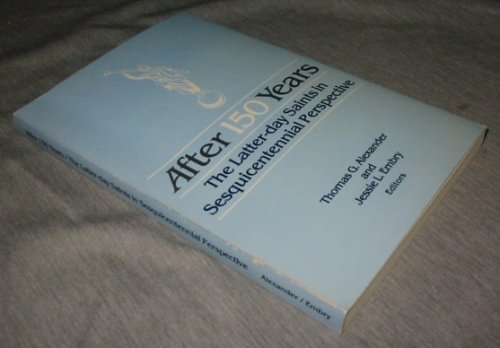 After 150 Years
The Latter-day Saints in
Sesquicentennial Perspective
Thomas G. Alexander
and
Jessie L. Embry
Editors
After 150 Years / The Latter-day Saints in Sesquicentennial Perspective Alexander / Embry